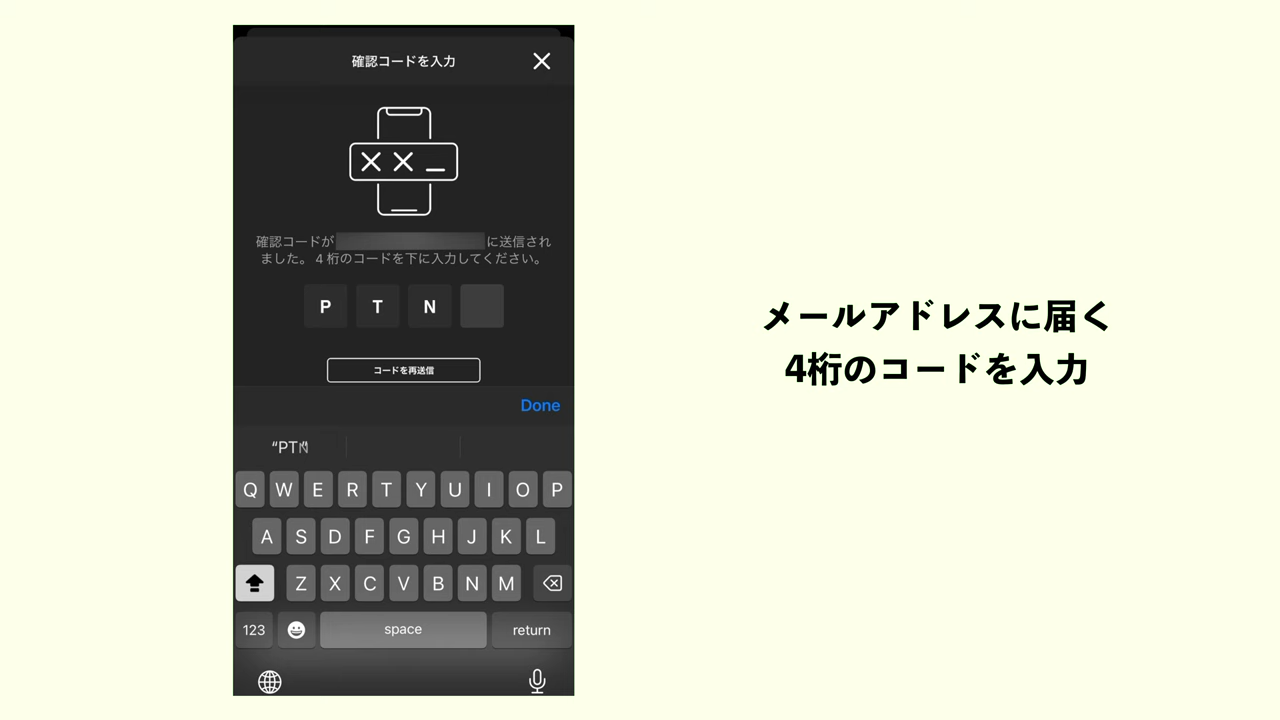 確認コードを入力
確認コードが
に送信され
ました。4 桁のコードを下に入力してください。
P T N
コードを再送信
Done
Q W E R T Y U I O P
A S D F G H J K L
Z X C V B N M
123 space return
メールアドレスに届く
4桁のコードを入力